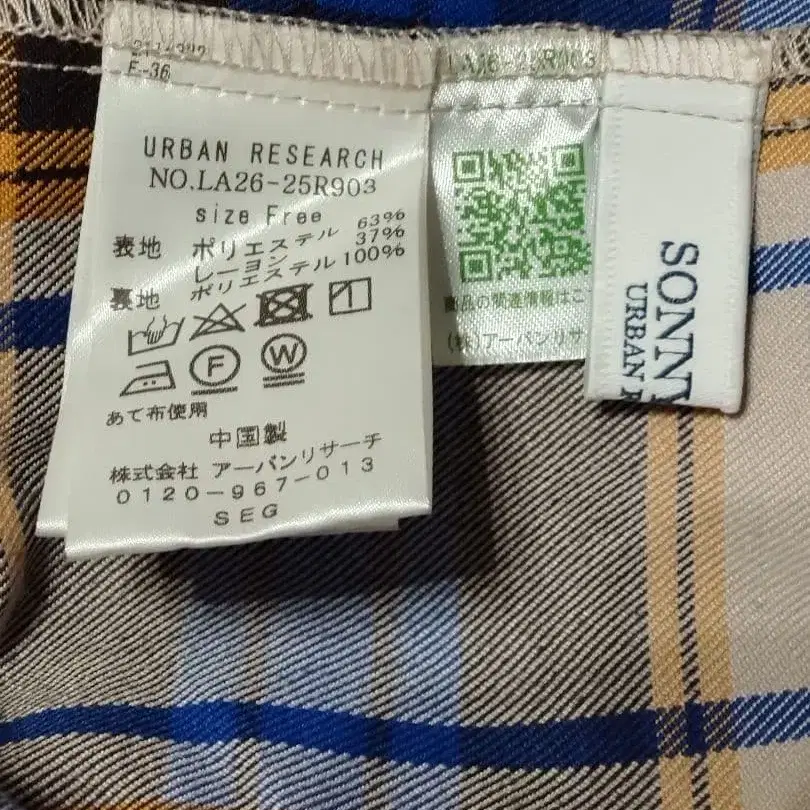 F-36
URBAN RESEARCH
NO.LA26-25R903
size Free
表地 ポリエステル 63%
レーヨン 37%
裏地 ポリエステル 100%
F
W
あて布使用
中国製
株式会社 アーバンリサーチ
0120-967-013
SEG
LA26-25R903
商品の関連情報はこ
(株)アーバンリサ
SONNY
URBAN R